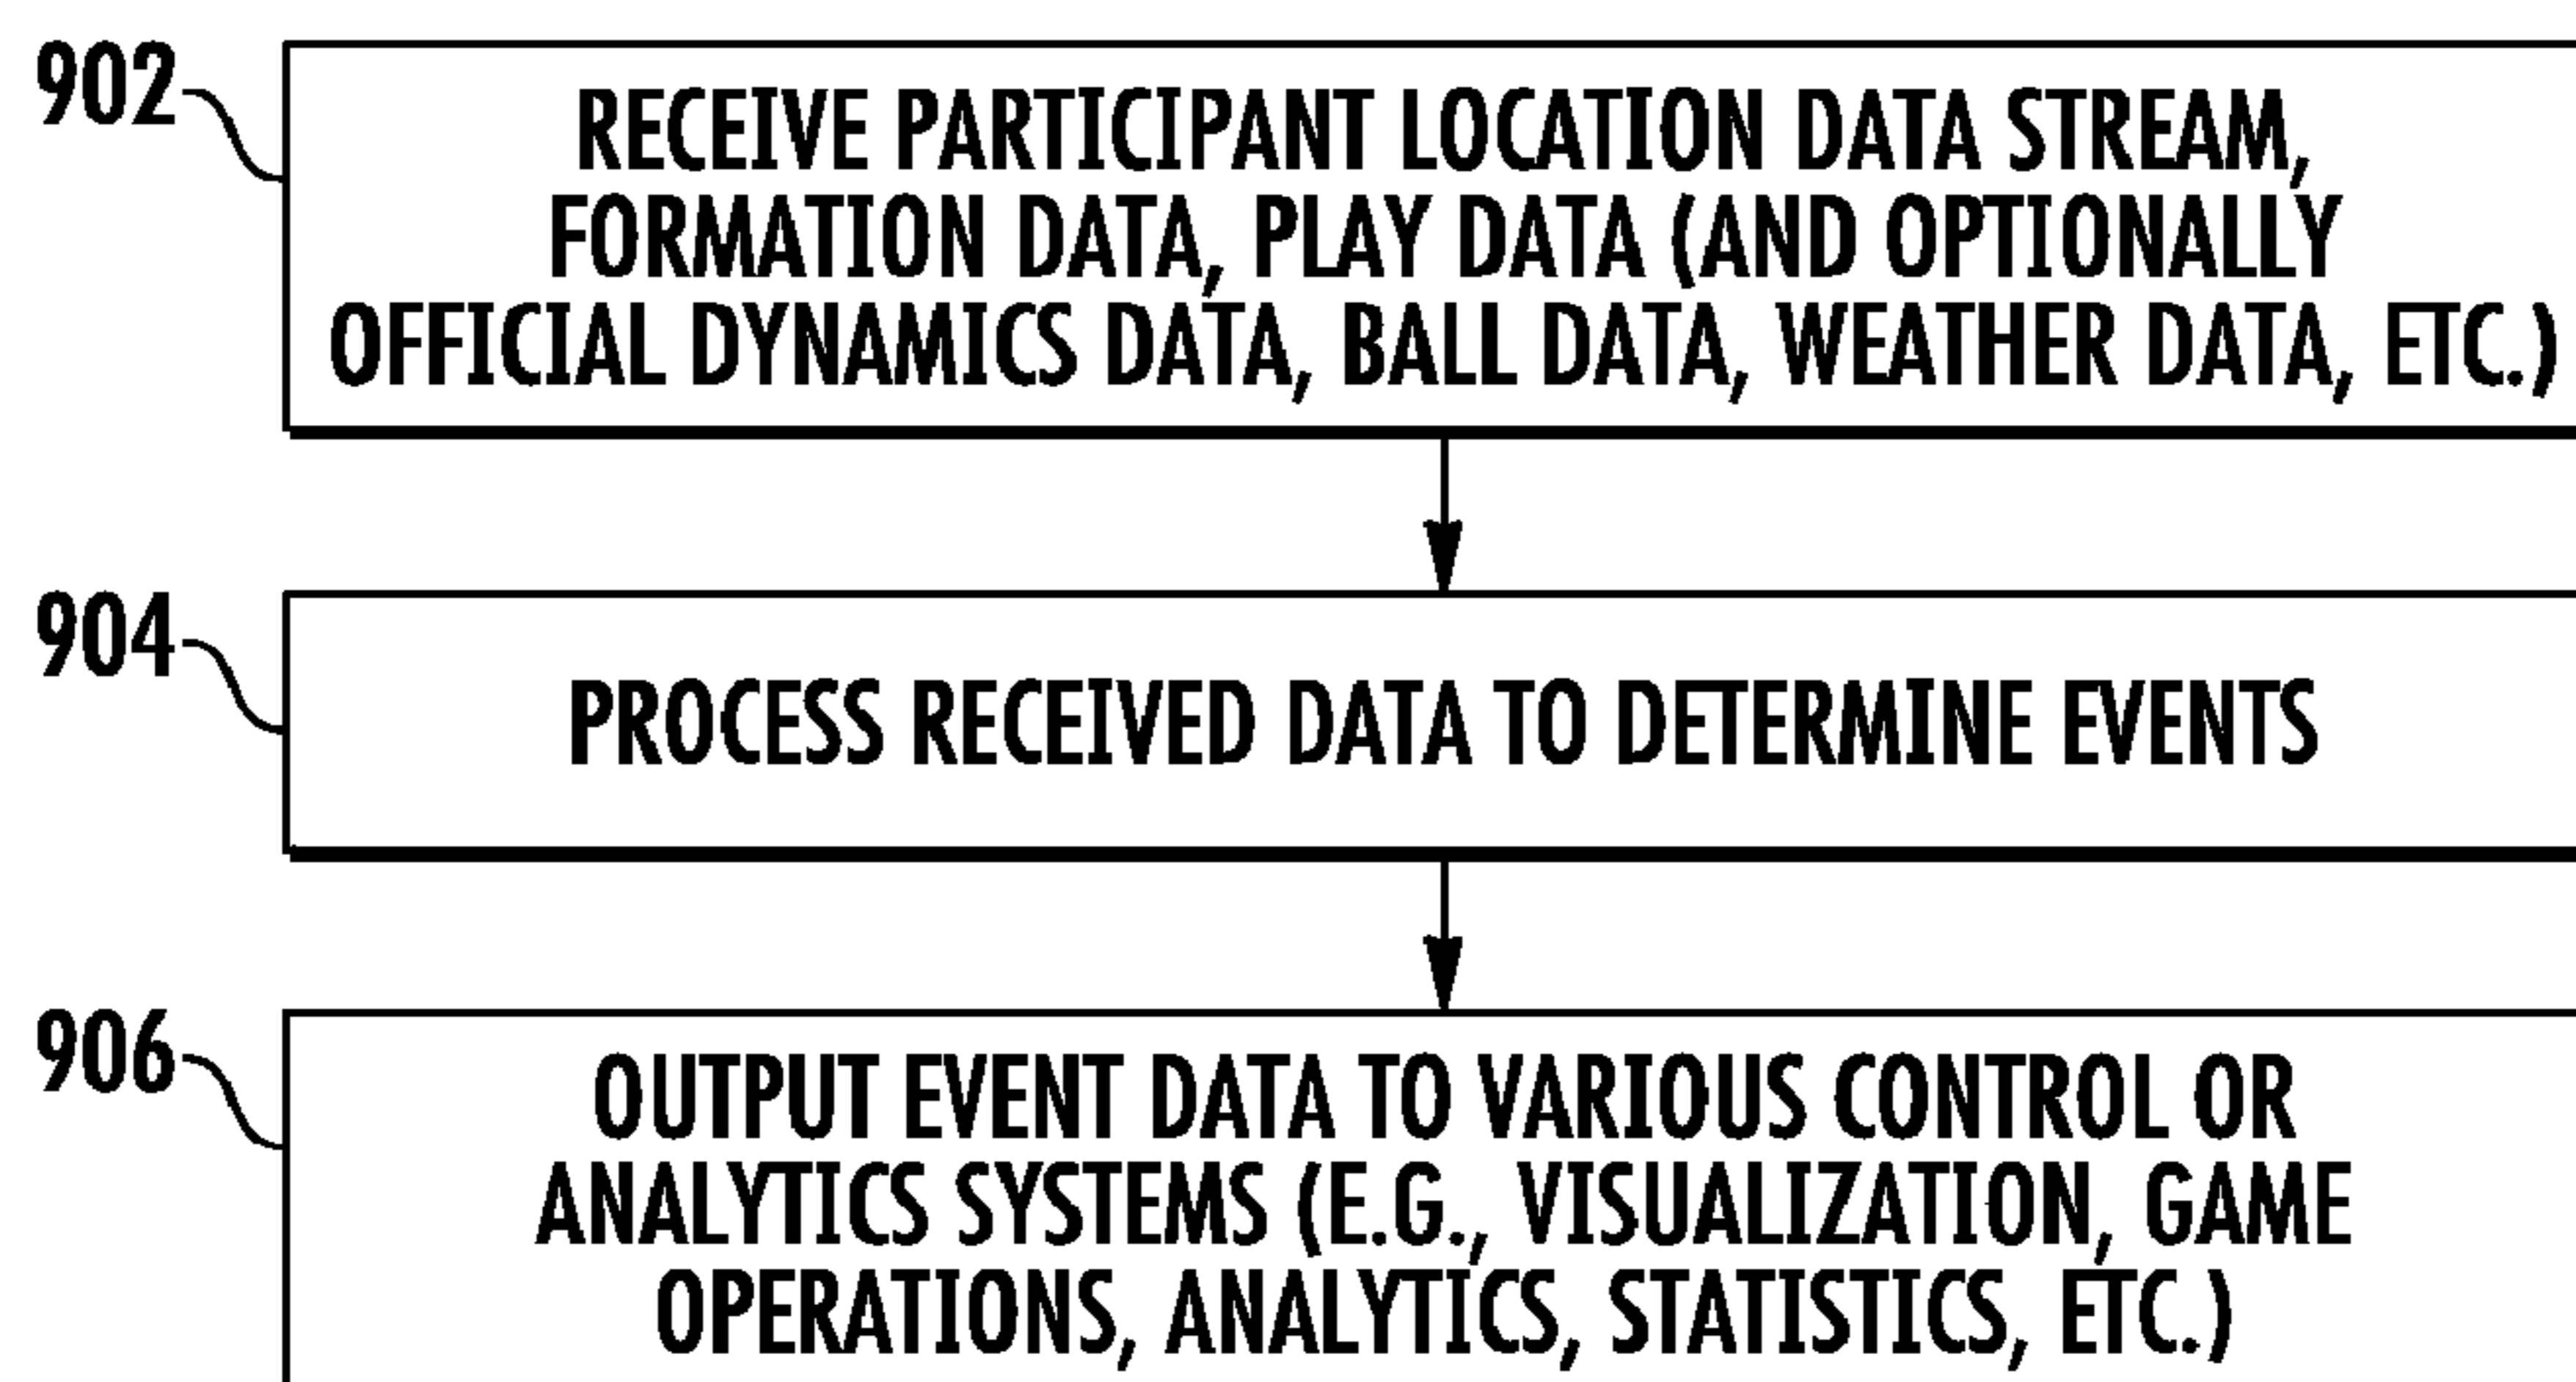 902
RECEIVE PARTICIPANT LOCATION DATA STREAM,
FORMATION DATA, PLAY DATA (AND OPTIONALLY
OFFICIAL DYNAMICS DATA, BALL DATA, WEATHER DATA, ETC.)
904
PROCESS RECEIVED DATA TO DETERMINE EVENTS
906
OUTPUT EVENT DATA TO VARIOUS CONTROL OR
ANALYTICS SYSTEMS (E.G., VISUALIZATION, GAME
OPERATIONS, ANALYTICS, STATISTICS, ETC.)